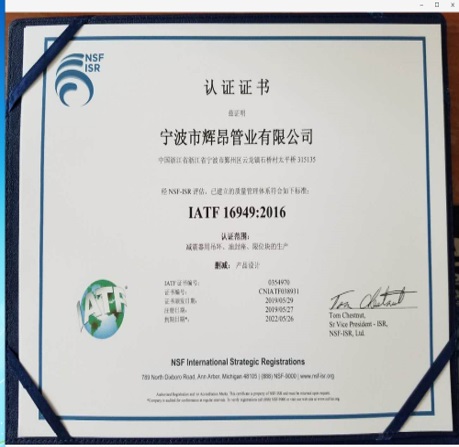 NSF
ISR
认证证书
兹证明
宁波市辉昂管业有限公司
中国浙江省浙江省宁波市鄞州区云龙镇石桥村太平桥 315135
经 NSF-ISR 评估,已建立的质量管理体系符合如下标准:
IATF 16949:2016
认证范围:
减震器用吊环、油封座、限位块的生产
删减: 产品设计
IATF 证书编号: 0354970
证书编号: CNIATF038931
证书颁发日期: 2019/05/29
注册日期: 2019/05/27
到期日期*: 2022/05/26
IATF
Tom Chestnut
Tom Chestnut,
Sr Vice President - ISR,
NSF-ISR, Ltd.
NSF International Strategic Registrations
789 North Dixboro Road, Ann Arbor, Michigan 48105 | (888) NSF-9000 | www.nsf-isr.org